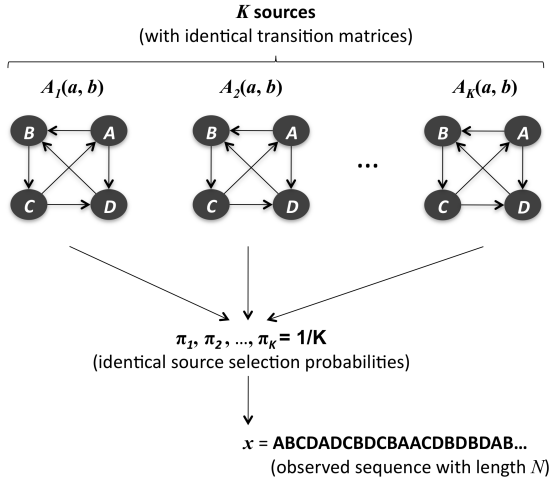 K sources
(with identical transition matrices)
A1(a, b) A2(a, b) AK(a, b)
B A B A B A
...
C D C D C D
π1, π2, ..., πK = 1/K
(identical source selection probabilities)
x = ABCDADCBDCBAACDBDBDAB...
(observed sequence with length N)